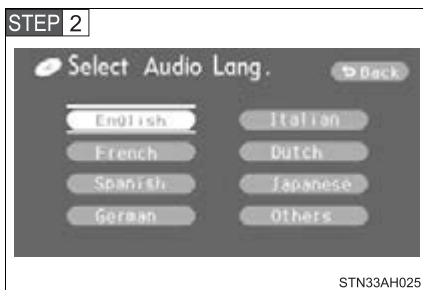 STEP 2
Select Audio Lang.
Back
English
Italian
French
Dutch
Spanish
Japanese
German
Others
STN33AH025